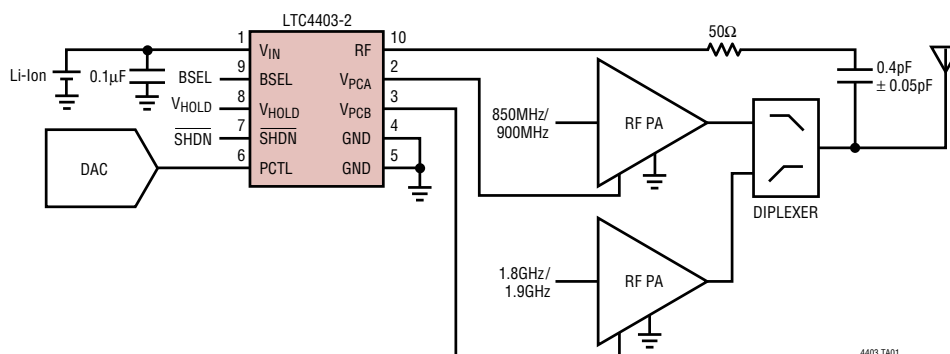 LTC4403-2
1
V_IN
RF
10
50Ω
Li-Ion
0.1µF
BSEL
9
BSEL
V_PCA
2
0.4pF
± 0.05pF
V_HOLD
8
V_HOLD
V_PCB
3
850MHz/
900MHz
RF PA
SHDN
7
SHDN
GND
4
DAC
6
PCTL
GND
5
DIPLEXER
1.8GHz/
1.9GHz
RF PA
4403 TA01